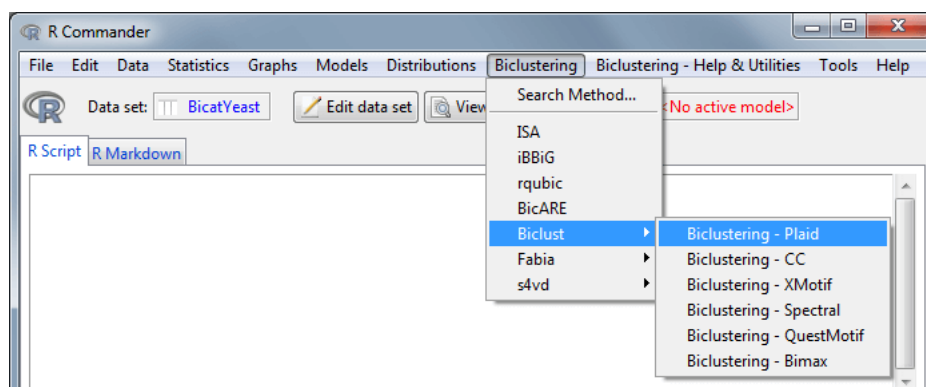 R Commander
File Edit Data Statistics Graphs Models Distributions Biclustering Biclustering - Help & Utilities Tools Help
Data set: BicatYeast Edit data set View <No active model>
R Script R Markdown
Search Method...
ISA
iBBiG
rqubic
BicARE
Biclust
Fabia
s4vd
Biclustering - Plaid
Biclustering - CC
Biclustering - XMotif
Biclustering - Spectral
Biclustering - QuestMotif
Biclustering - Bimax